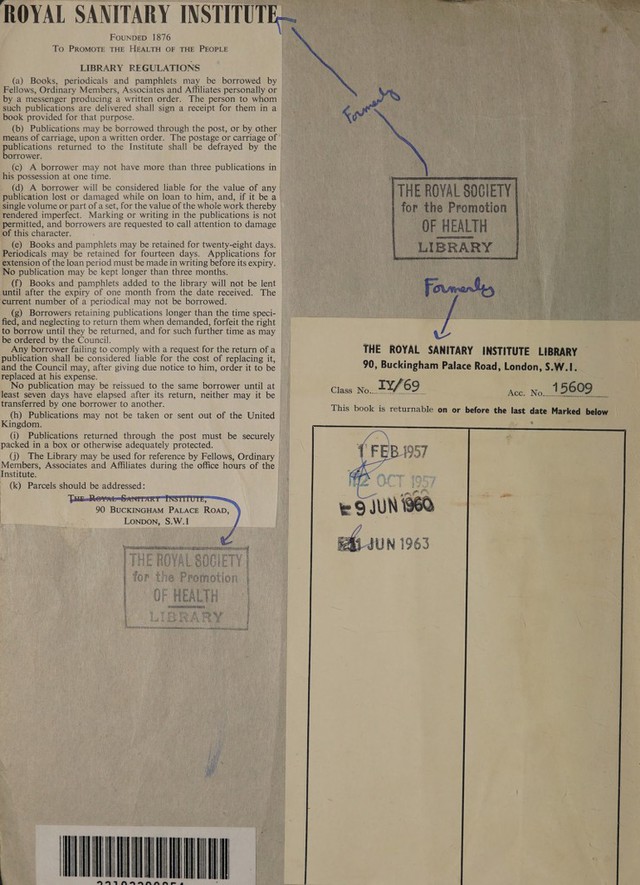 ROYAL SANITARY INSTITUTE
FOUNDED 1876
TO PROMOTE THE HEALTH OF THE PEOPLE
LIBRARY REGULATIONS
(a) Books, periodicals and pamphlets may be borrowed by
Fellows, Ordinary Members, Associates and Affiliates personally or
by a messenger producing a written order. The person to whom
such publications are delivered shall sign a receipt for them in a
book provided for that purpose.
(b) Publications may be borrowed through the post, or by other
means of carriage, upon a written order. The postage or carriage of
publications returned to the Institute shall be defrayed by the
borrower.
(c) A borrower may not have more than three publications in
his possession at one time.
(d) A borrower will be considered liable for the value of any
publication lost or damaged while on loan to him, and, if it be a
single volume or part of a set, for the value of the whole work thereby
rendered imperfect. Marking or writing in the publications is not
permitted, and borrowers are requested to call attention to damage
of this character.
(e) Books and pamphlets may be retained for twenty-eight days.
Periodicals may be retained for fourteen days. Applications for
extension of the loan period must be made in writing before its expiry.
No publication may be kept longer than three months.
(f) Books and pamphlets added to the library will not be lent
until after the expiry of one month from the date received. The
current number of a periodical may not be borrowed.
(g) Borrowers retaining publications longer than the time speci-
fied, and neglecting to return them when demanded, forfeit the right
to borrow until they be returned, and for such further time as may
be ordered by the Council.
Any borrower failing to comply with a request for the return of a
publication shall be considered liable for the cost of replacing it,
and the Council may, after giving due notice to him, order it to be
replaced at his expense.
No publication may be reissued to the same borrower until at
least seven days have elapsed after its return, neither may it be
transferred by one borrower to another.
(h) Publications may not be taken or sent out of the United
Kingdom.
(i) Publications returned through the post must be securely
packed in a box or otherwise adequately protected.
(j) The Library may be used for reference by Fellows, Ordinary
Members, Associates and Affiliates during the office hours of the
Institute.
(k) Parcels should be addressed:
THE ROYAL SANITARY INSTITUTE,
90 BUCKINGHAM PALACE ROAD,
LONDON, S.W.1
THE ROYAL SOCIETY
for the Promotion
OF HEALTH
LIBRARY
Formerly
THE ROYAL SOCIETY
for the Promotion
OF HEALTH
LIBRARY
Formerly
THE ROYAL SANITARY INSTITUTE LIBRARY
90, Buckingham Palace Road, London, S.W.1.
Class No. IY/69 Acc. No. 15609
This book is returnable on or before the last date Marked below
1 FEB 1957
OCT 1957
9 JUN 1960
JUN 1963